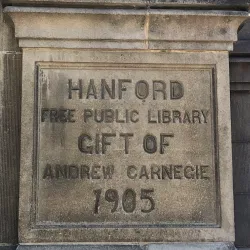 HANFORD
FREE PUBLIC LIBRARY
GIFT OF
ANDREW CARNEGIE
1905